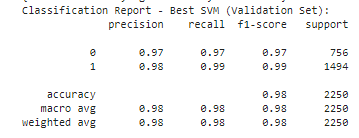 Classification Report - Best SVM (Validation Set):
precision recall f1-score support
0 0.97 0.97 0.97 756
1 0.98 0.99 0.99 1494
accuracy 0.98 2250
macro avg 0.98 0.98 0.98 2250
weighted avg 0.98 0.98 0.98 2250